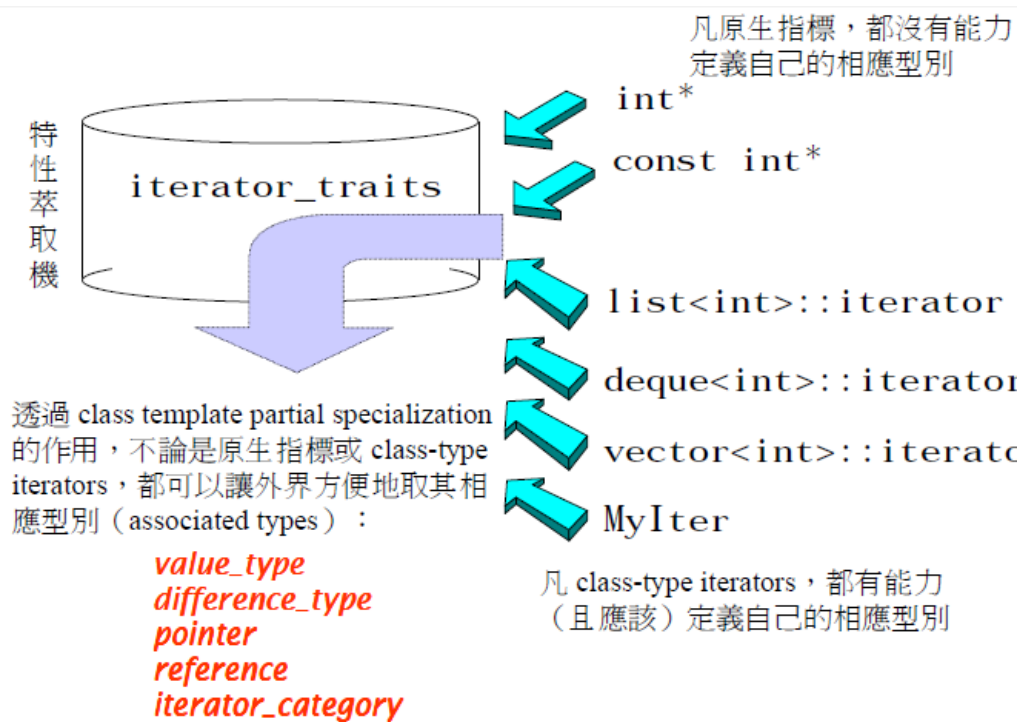 凡原生指標，都沒有能力
定義自己的相應型別
int*
const int*
特性萃取機
iterator_traits
list<int>::iterator
deque<int>::iterator
vector<int>::iterato
MyIter
透過 class template partial specialization
的作用，不論是原生指標或 class-type
iterators，都可以讓外界方便地取其相
應型別（associated types）：
value_type
difference_type
pointer
reference
iterator_category
凡 class-type iterators，都有能力
（且應該）定義自己的相應型別